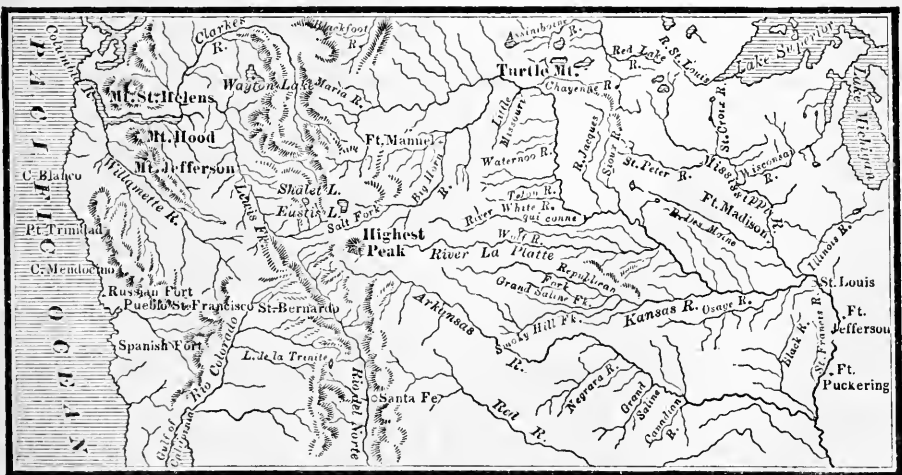 PACIFIC OCEAN
Columbia R.
Clarkes R.
Blackfoot R.
Assiniboine R.
Red Lake R.
R. St. Louis
Lake Superior
Lake Michigan
Turtle Mt.
Chayenne R.
Mt. St. Helens
Wayton Lake
Maria R.
Little Missouri
R. Jacques
St. Croix R.
Mt. Hood
Ft. Manuel
Mt. Jefferson
Big Horn R.
Waternoo R.
St. Peter R.
Mississippi R.
Wisconsan R.
C. Blanco
Willamette R.
Lewis Fk.
Shalet L.
Eustis L.
Salt Fork
Teton R.
White R.
River qui conne
Ft. Madison.
R. Des Moine
Pt. Trinidad
Highest Peak
Wolf R.
River La Platte
Illinois R.
C. Mendocino
Republican Fork
Grand Saline Fk.
Russian Fort
Pueblo St. Francisco
St. Bernardo
Arkansas R.
Smoky Hill Fk.
Kansas R.
Osage R.
St. Louis
Ft. Jefferson
Spanish Fort
Rio Colorado
L. de la Trinite
Black R.
St. Francis R.
Ft. Puckering
Rio del Norte
Santa Fe
Red R.
Negrara R.
Grand Saline
Canadian R.
Gulf of California